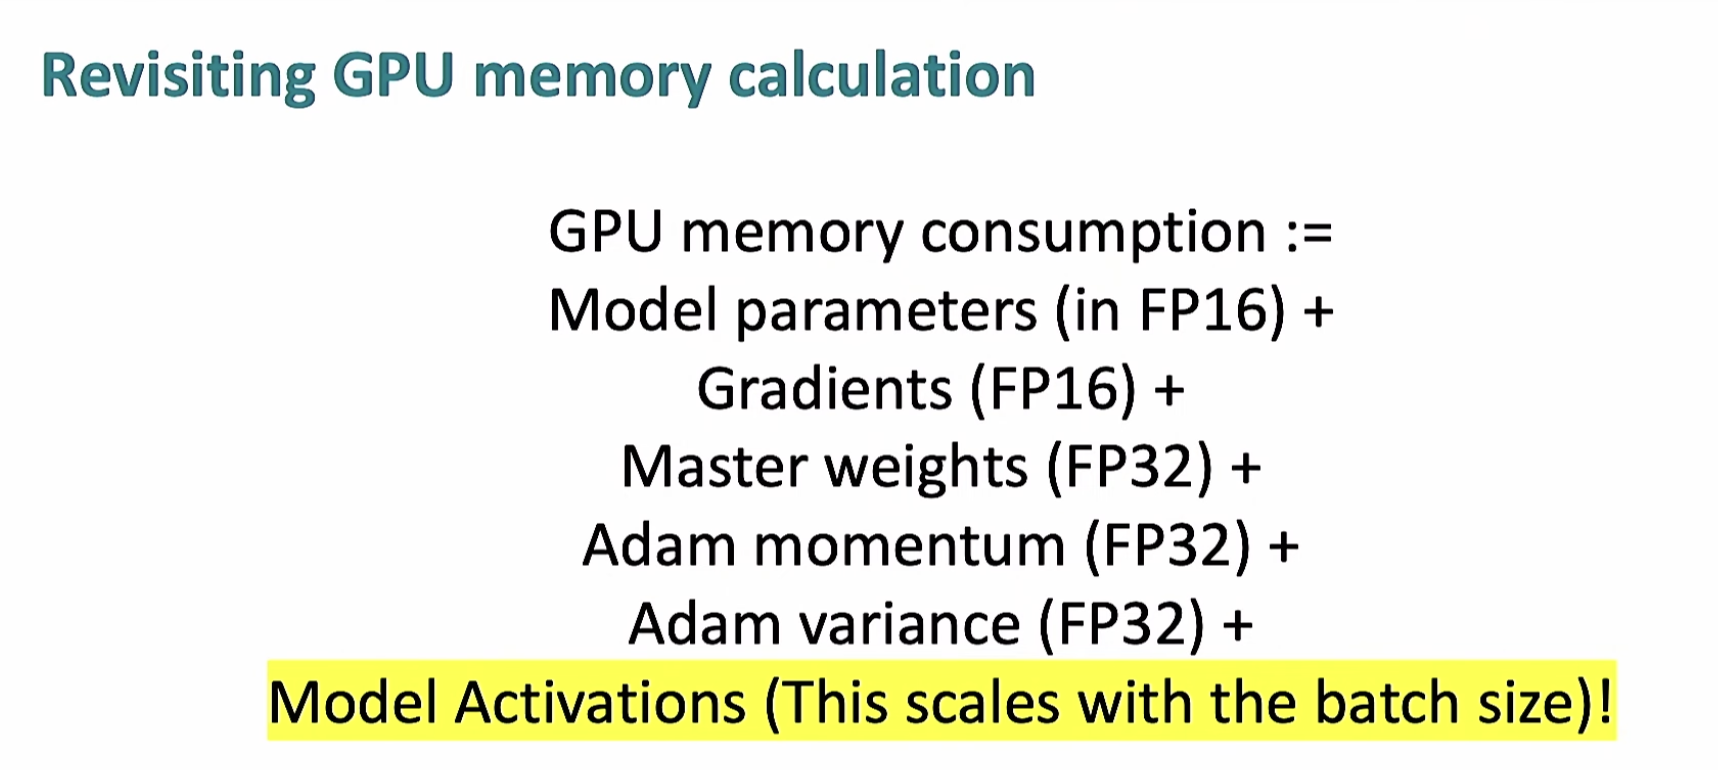 Revisiting GPU memory calculation
GPU memory consumption :=
Model parameters (in FP16) +
Gradients (FP16) +
Master weights (FP32) +
Adam momentum (FP32) +
Adam variance (FP32) +
Model Activations (This scales with the batch size)!